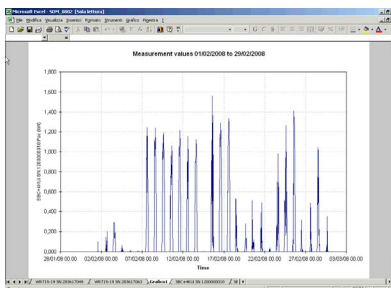 Microsoft Excel - SDM_0802 [Sola lettura]
File Modifica Visualizza Inserisci Formato Strumenti Grafico Finestra ?
Measurement values 01/02/2008 to 29/02/2008
1,800
1,600
1,400
1,200
1,000
0,800
0,600
0,400
0,200
0,000
28/01/08 00.00 02/02/08 00.00 07/02/08 00.00 12/02/08 00.00 17/02/08 00.00 22/02/08 00.00 27/02/08 00.00 03/03/08 00.00
Time
Grafico1